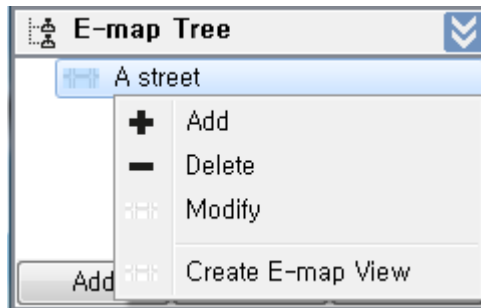 E-map Tree
A street
Add
Delete
Modify
Create E-map View
Add